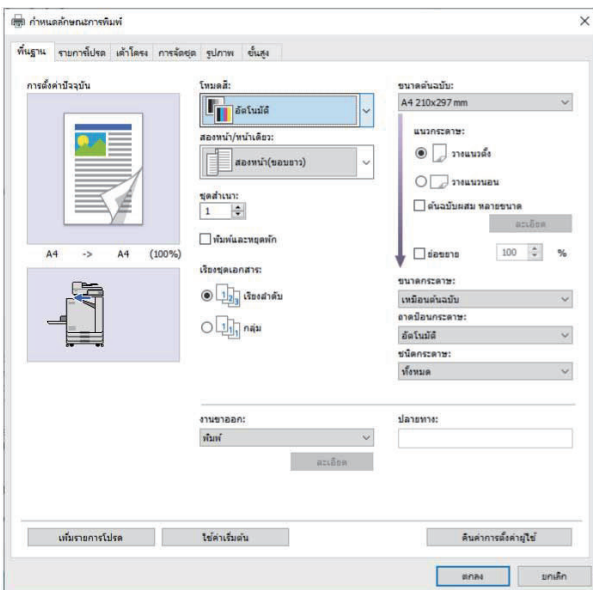 กำหนดลักษณะการพิมพ์
พื้นฐาน รายการโปรด เค้าโครง การจัดชุด รูปภาพ ขั้นสูง
การตั้งค่าปัจจุบัน
A4 -> A4 (100%)
โหมดสี:
อัตโนมัติ
สองหน้า/หน้าเดียว:
สองหน้า(ขอบยาว)
ชุดสำเนา:
1
พิมพ์และหยุดพัก
เรียงชุดเอกสาร:
1 2 3 เรียงลำดับ
1 1 1 กลุ่ม
ขนาดต้นฉบับ:
A4 210x297 mm
แนวกระดาษ:
วางแนวตั้ง
วางแนวนอน
ต้นฉบับผสม หลายขนาด
ละเอียด
ย่อขยาย 100 %
ขนาดกระดาษ:
เหมือนต้นฉบับ
ถาดป้อนกระดาษ:
อัตโนมัติ
ชนิดกระดาษ:
ทั้งหมด
งานขาออก:
พิมพ์
ละเอียด
ปลายทาง:
เพิ่มรายการโปรด ใช้ค่าเริ่มต้น คืนค่าการตั้งค่าผู้ใช้
ตกลง ยกเลิก